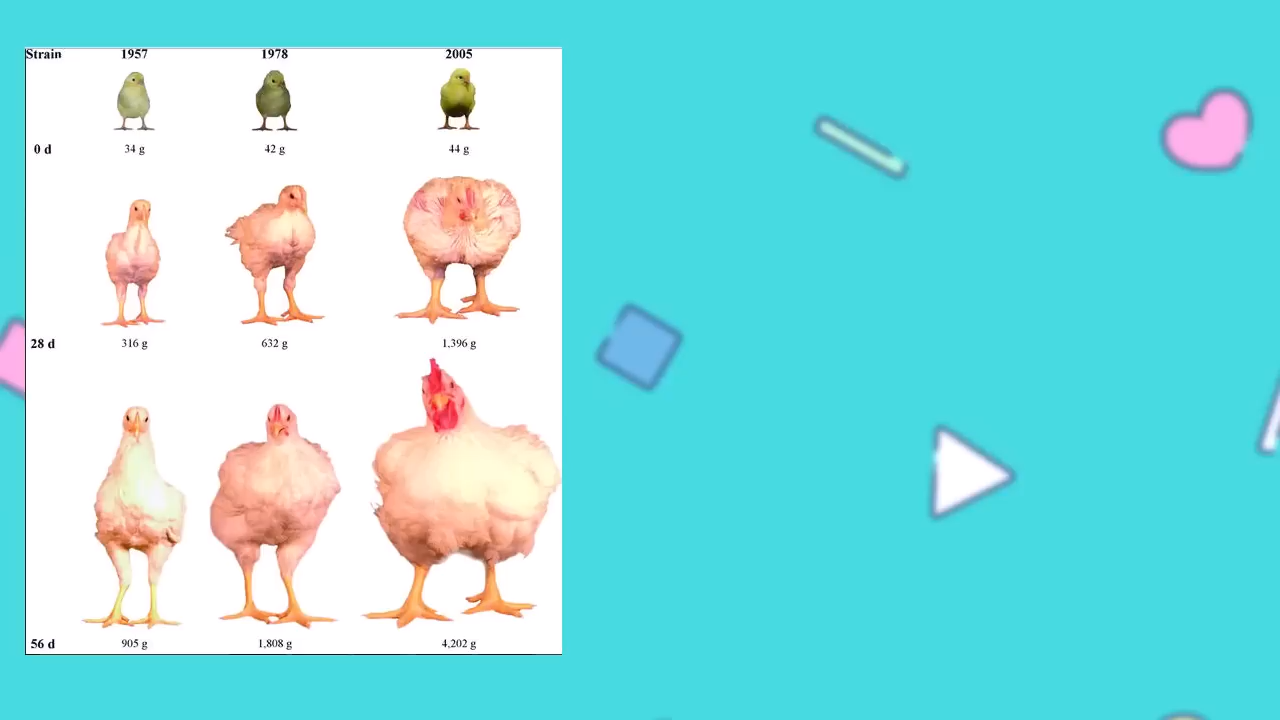 Strain 1957 1978 2005
0 d 34 g 42 g 44 g
28 d 316 g 632 g 1,396 g
56 d 905 g 1,808 g 4,202 g